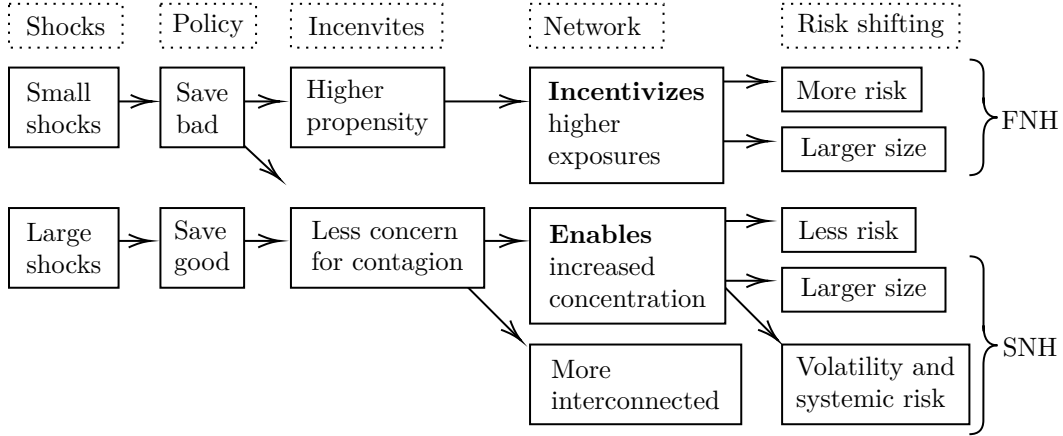 Shocks
Policy
Incenvites
Network
Risk shifting
Small
shocks
Save
bad
Higher
propensity
Incentivizes
higher
exposures
More risk
Larger size
FNH
Large
shocks
Save
good
Less concern
for contagion
Enables
increased
concentration
Less risk
Larger size
SNH
More
interconnected
Volatility and
systemic risk